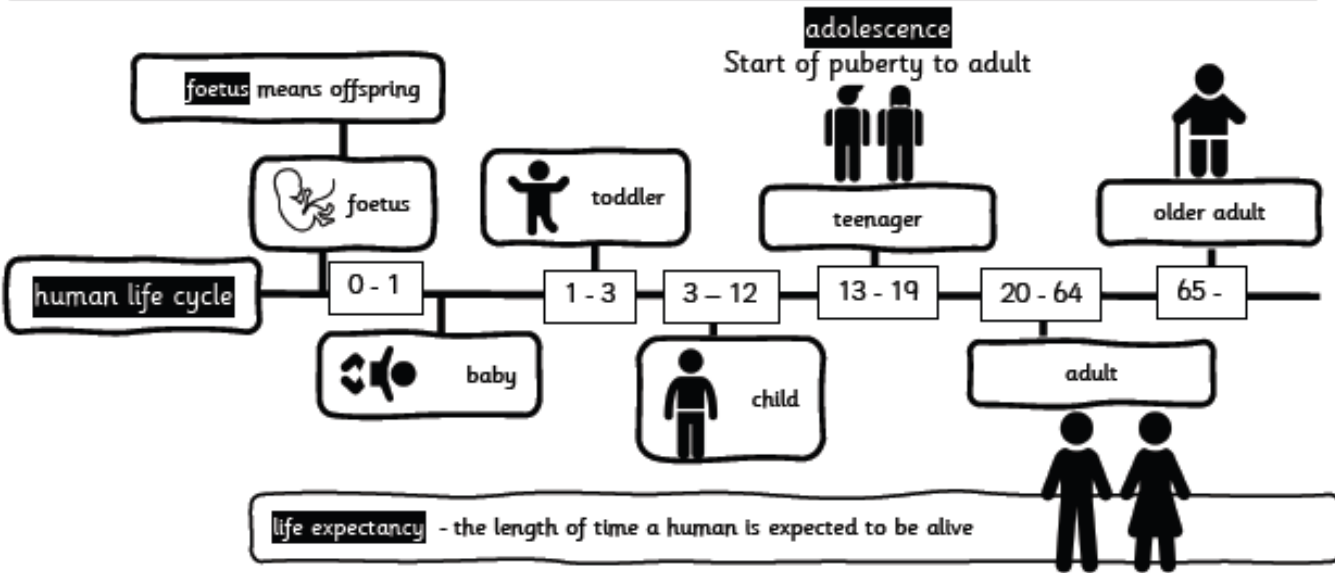 adolescence
Start of puberty to adult
foetus means offspring
foetus
toddler
teenager
older adult
human life cycle
0 - 1
1 - 3
3 – 12
13 - 19
20 - 64
65 -
baby
child
adult
life expectancy - the length of time a human is expected to be alive